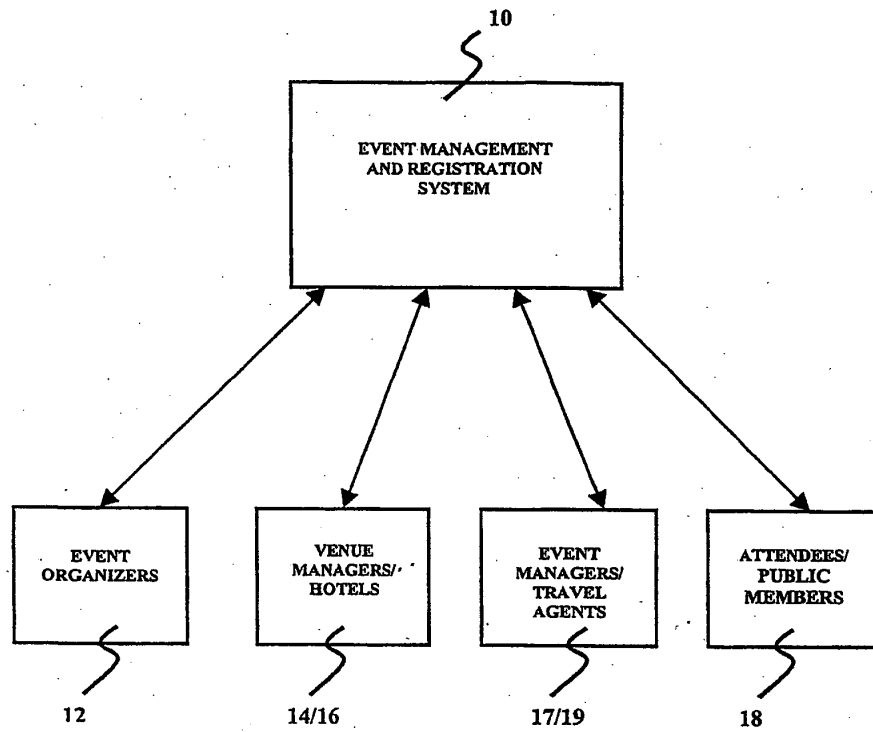 10
EVENT MANAGEMENT
AND REGISTRATION
SYSTEM
EVENT
ORGANIZERS
VENUE
MANAGERS/
HOTELS
EVENT
MANAGERS/
TRAVEL
AGENTS
ATTENDEES/
PUBLIC
MEMBERS
12
14/16
17/19
18